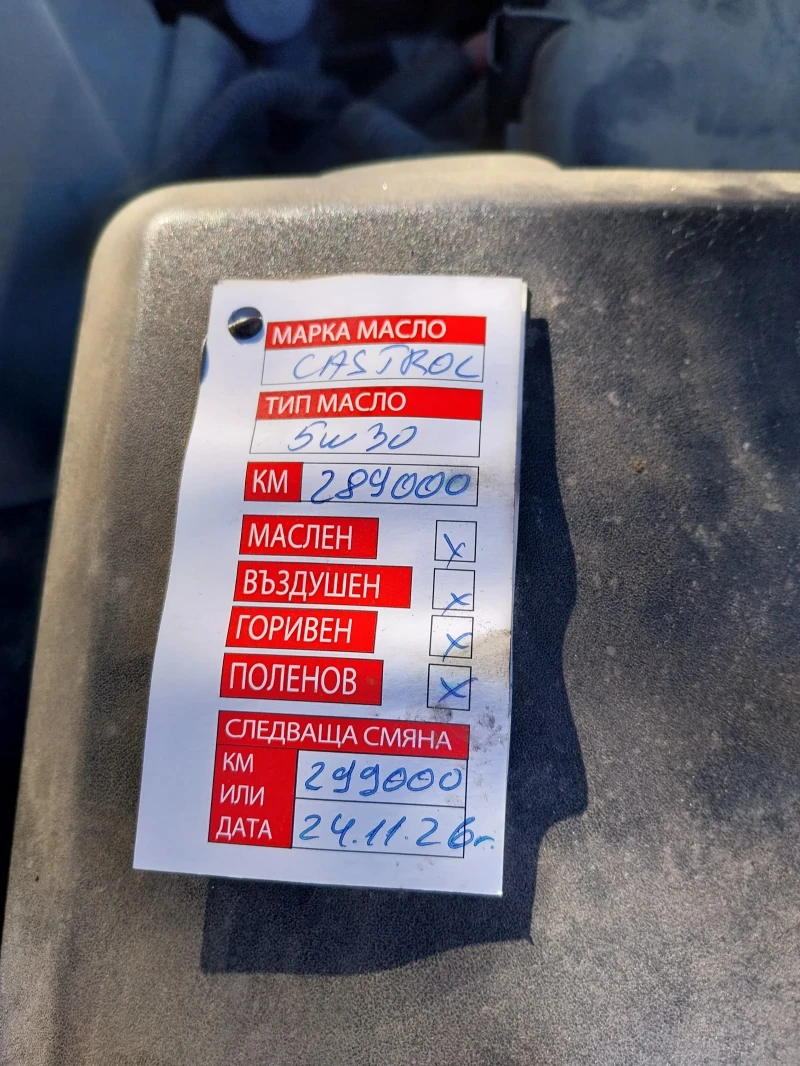 МАРКА МАСЛО
CASTROL
ТИП МАСЛО
5w30
КМ 289000
МАСЛЕН x
ВЪЗДУШЕН x
ГОРИВЕН x
ПОЛЕНОВ x
СЛЕДВАЩА СМЯНА
КМ 299000
ИЛИ
ДАТА 24.11.26г.